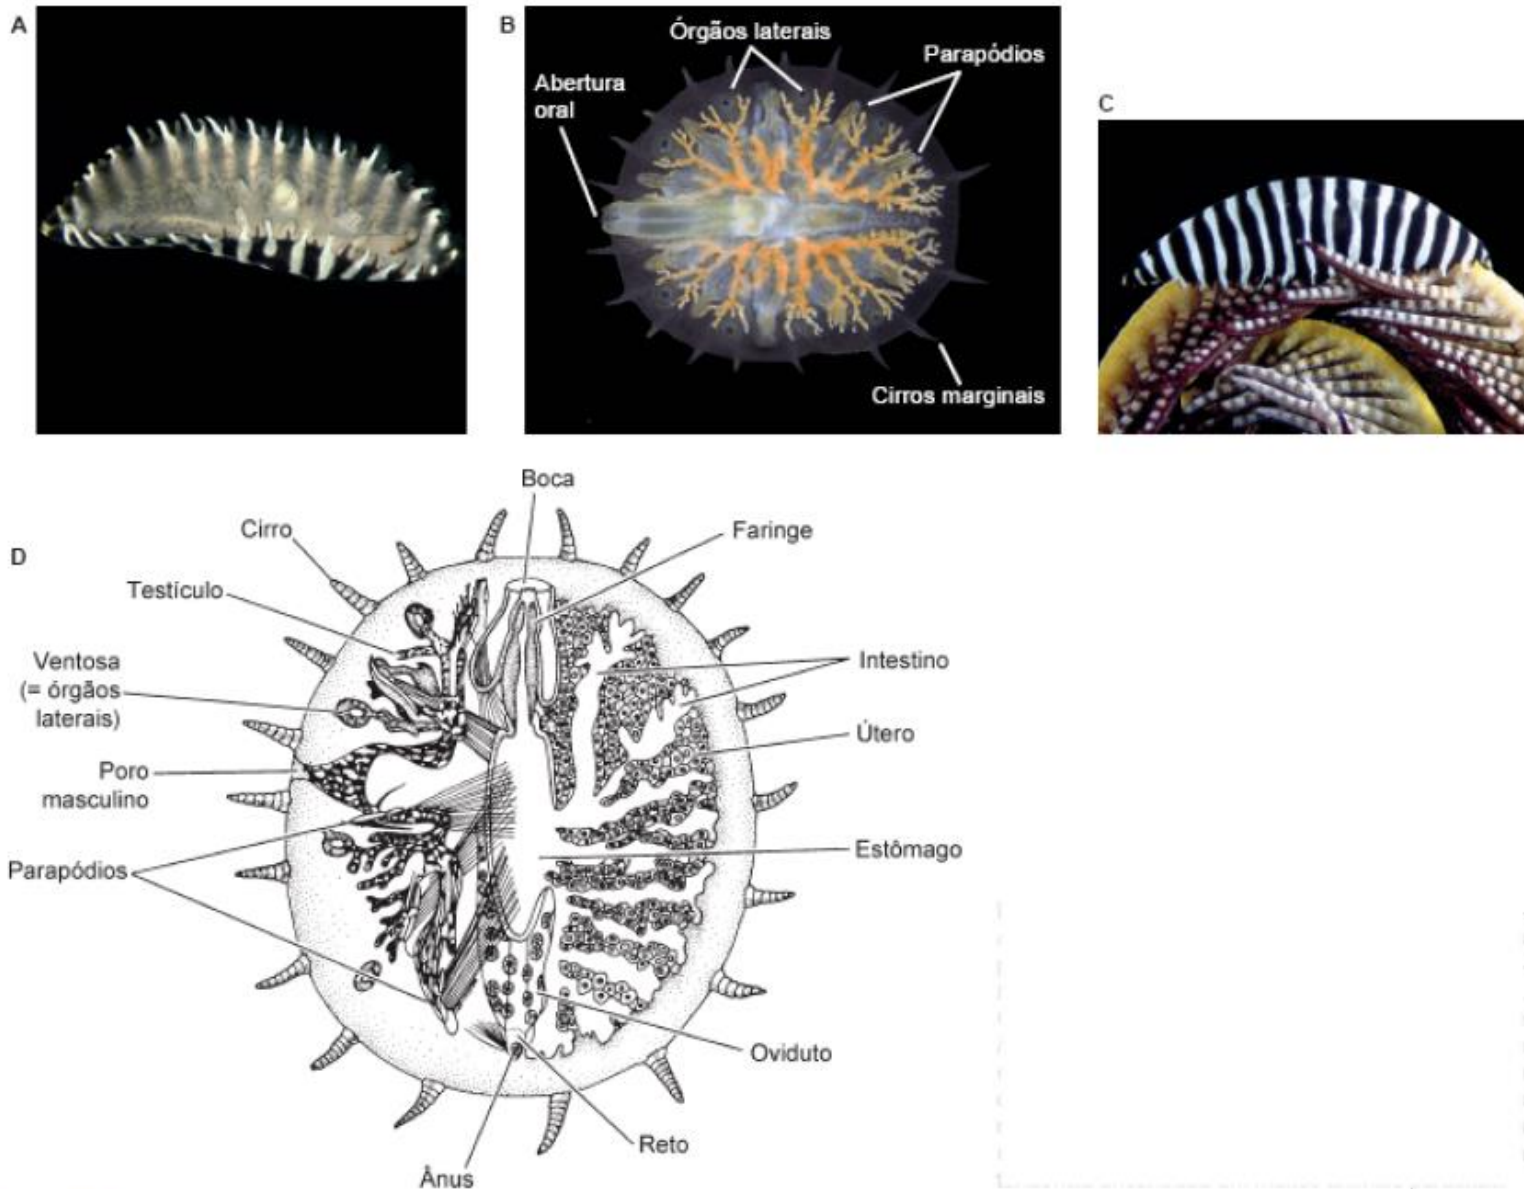 A
B
Órgãos laterais
Parapódios
Abertura
oral
Cirros marginais
C
D
Boca
Cirro
Faringe
Testículo
Ventosa
(= órgãos
laterais)
Intestino
Útero
Poro
masculino
Estômago
Parapódios
Oviduto
Reto
Ânus